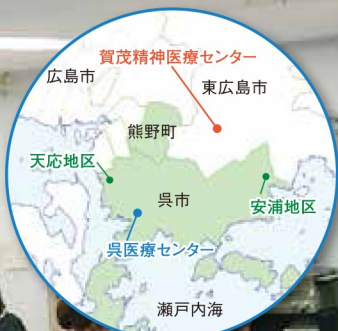 賀茂精神医療センター
広島市
東広島市
熊野町
天応地区
呉市
安浦地区
呉医療センター
瀬戸内海